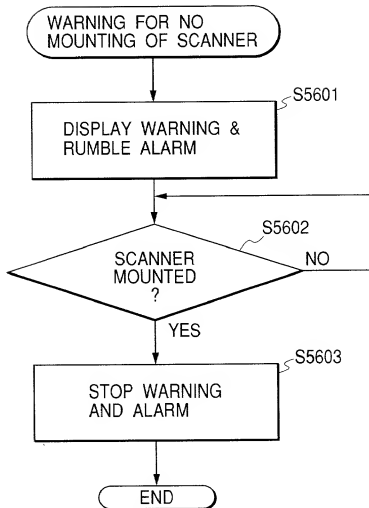 WARNING FOR NO
MOUNTING OF SCANNER
S5601
DISPLAY WARNING &
RUMBLE ALARM
S5602
SCANNER
MOUNTED
?
NO
YES
S5603
STOP WARNING
AND ALARM
END